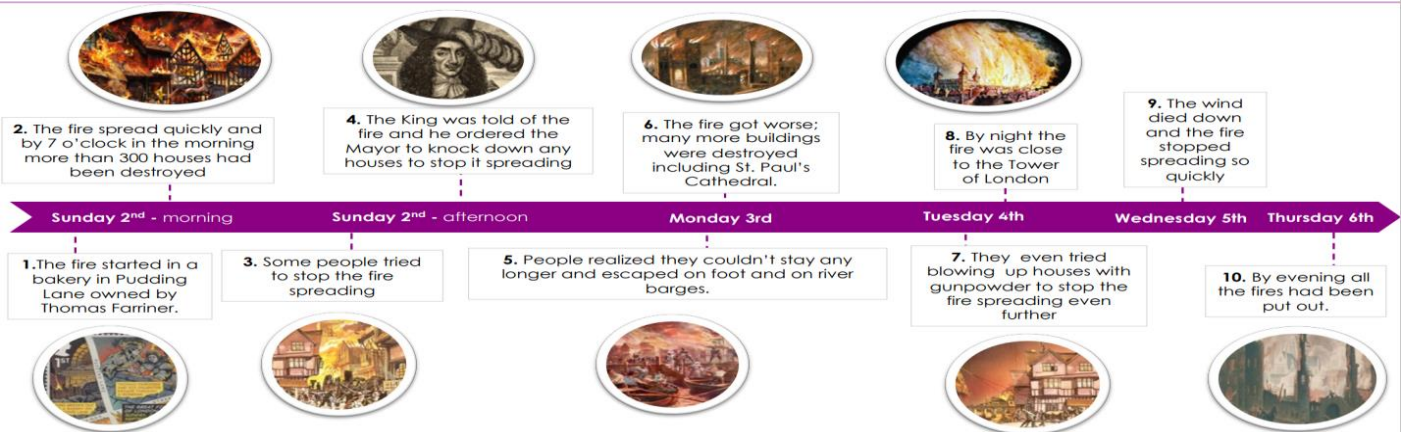 2. The fire spread quickly and
by 7 o'clock in the morning
more than 300 houses had
been destroyed
4. The King was told of the
fire and he ordered the
Mayor to knock down any
houses to stop it spreading
6. The fire got worse;
many more buildings
were destroyed
including St. Paul's
Cathedral.
8. By night the
fire was close
to the Tower
of London
9. The wind
died down
and the fire
stopped
spreading so
quickly
Sunday 2nd - morning
Sunday 2nd - afternoon
Monday 3rd
Tuesday 4th
Wednesday 5th
Thursday 6th
1.The fire started in a
bakery in Pudding
Lane owned by
Thomas Farriner.
3. Some people tried
to stop the fire
spreading
5. People realized they couldn't stay any
longer and escaped on foot and on river
barges.
7. They even tried
blowing up houses with
gunpowder to stop the
fire spreading even
further
10. By evening all
the fires had been
put out.